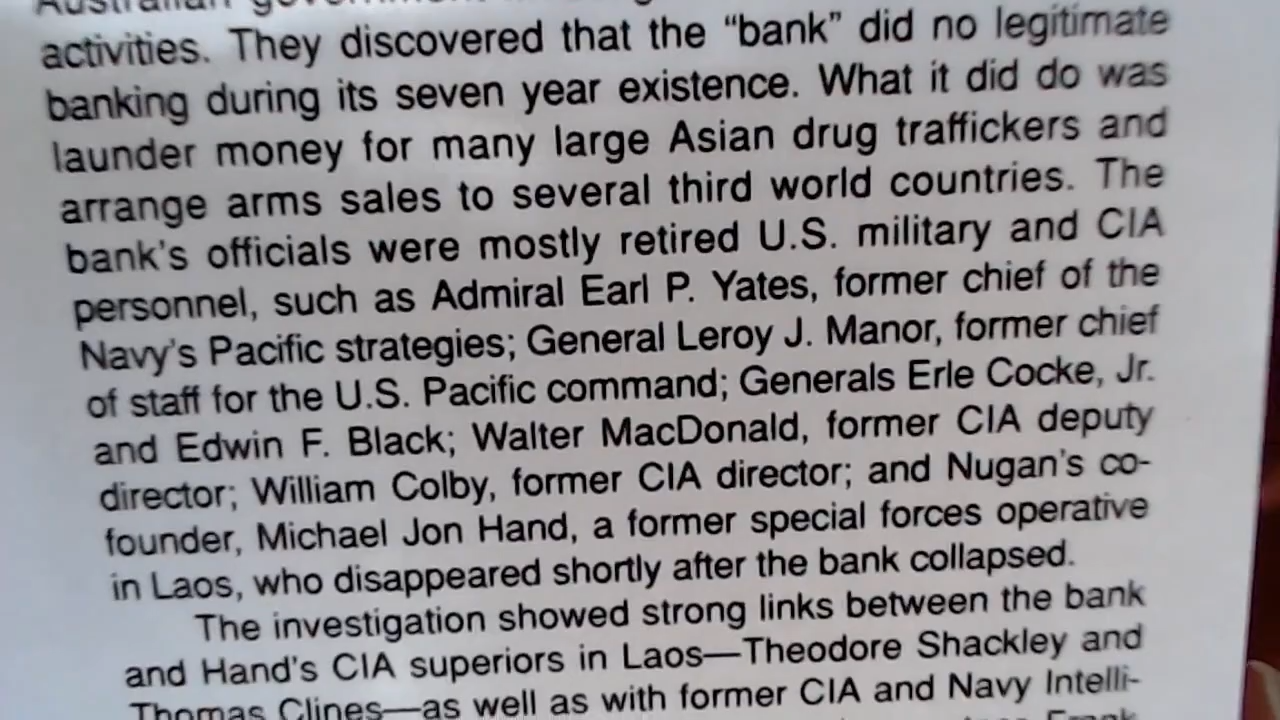 Australian
activities. They discovered that the “bank” did no legitimate
banking during its seven year existence. What it did do was
launder money for many large Asian drug traffickers and
arrange arms sales to several third world countries. The
bank’s officials were mostly retired U.S. military and CIA
personnel, such as Admiral Earl P. Yates, former chief of the
Navy’s Pacific strategies; General Leroy J. Manor, former chief
of staff for the U.S. Pacific command; Generals Erle Cocke, Jr.
and Edwin F. Black; Walter MacDonald, former CIA deputy
director; William Colby, former CIA director; and Nugan’s co-
founder, Michael Jon Hand, a former special forces operative
in Laos, who disappeared shortly after the bank collapsed.
The investigation showed strong links between the bank
and Hand’s CIA superiors in Laos—Theodore Shackley and
Thomas Clines—as well as with former CIA and Navy Intelli-
Frank